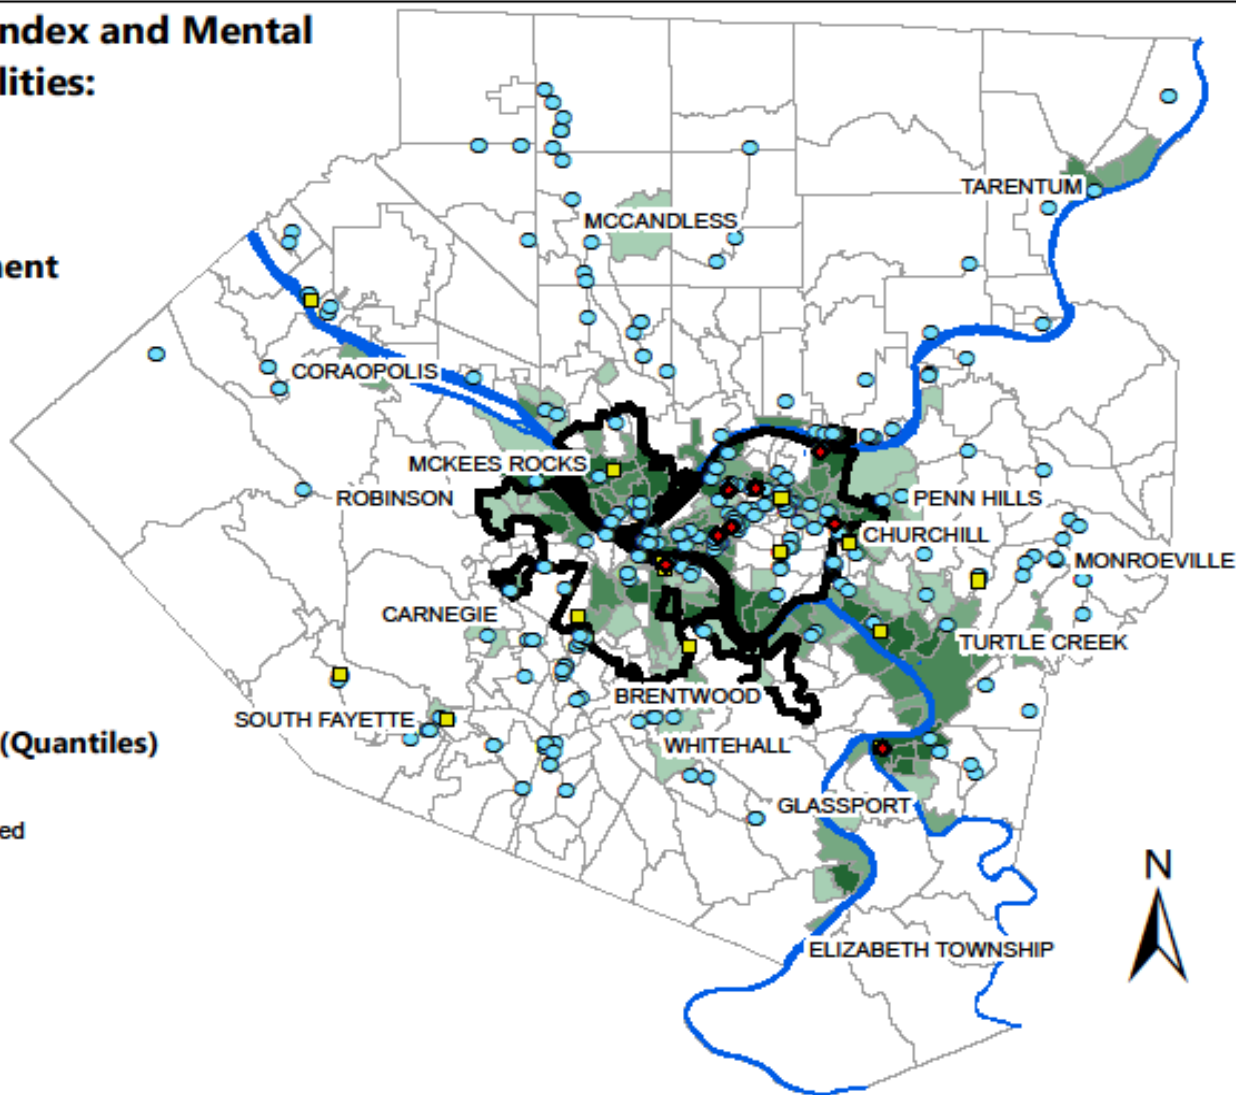 ndex and Mental
lities:
TARENTUM
MCCANDLESS
nent
CORAOPOLIS
MCKEES ROCKS
ROBINSON
PENN HILLS
CHURCHILL
MONROEVILLE
CARNEGIE
TURTLE CREEK
BRENTWOOD
SOUTH FAYETTE
(Quantiles)
WHITEHALL
GLASSPORT
ed
N
ELIZABETH TOWNSHIP